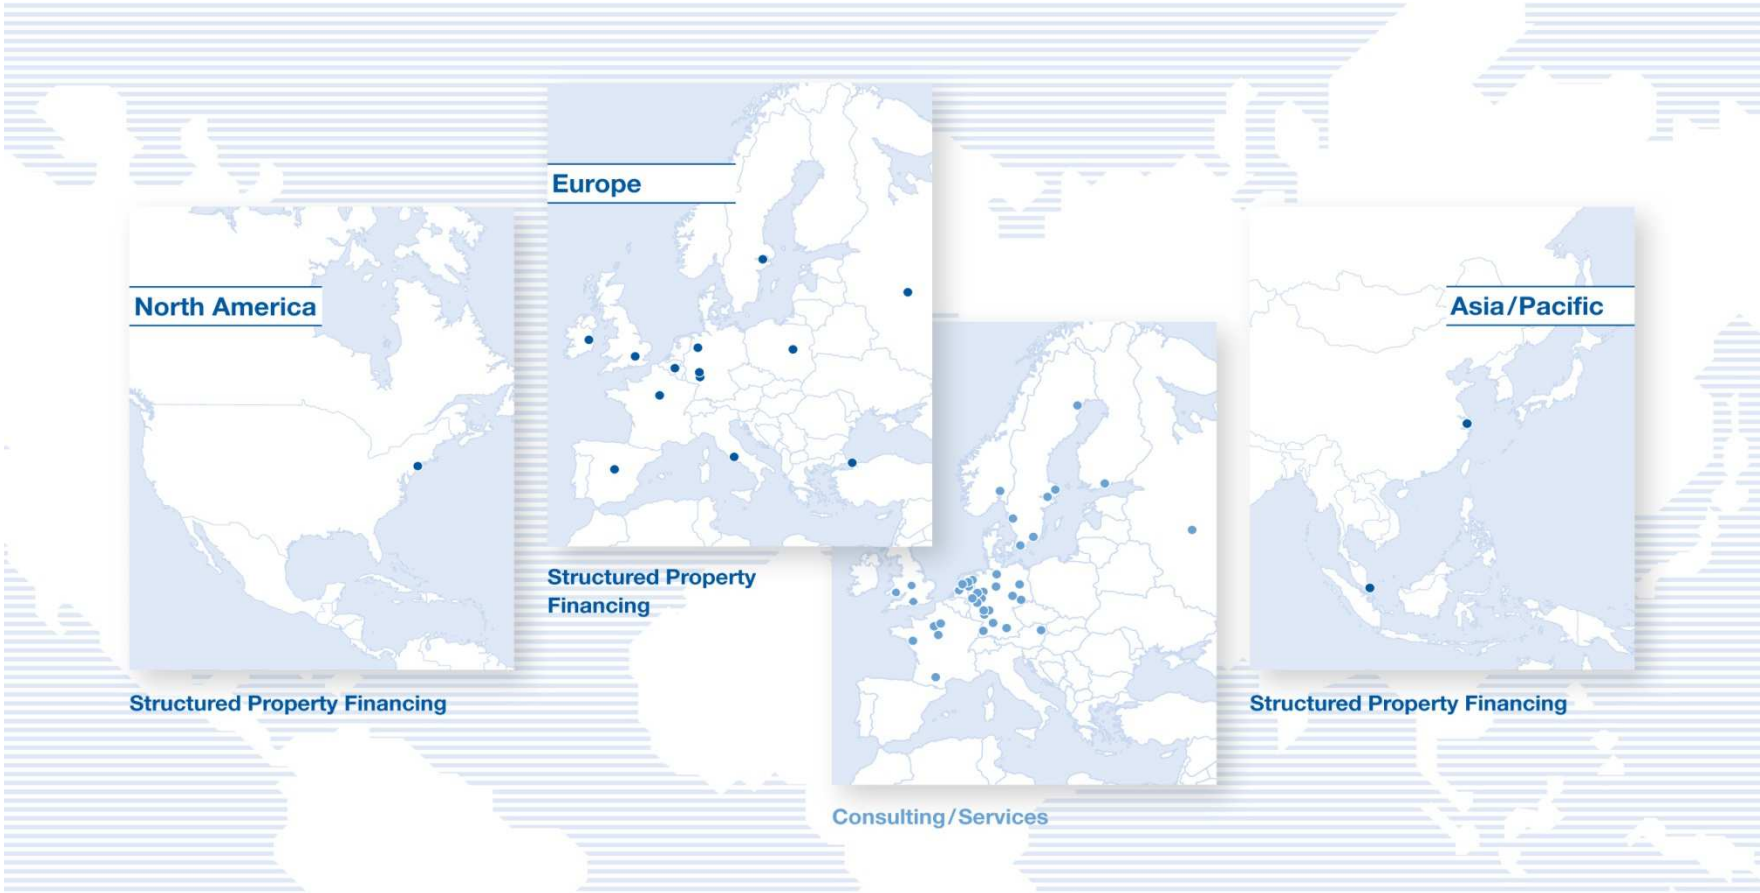 Europe
North America
Asia/Pacific
Structured Property
Financing
Structured Property Financing
Structured Property Financing
Consulting/Services